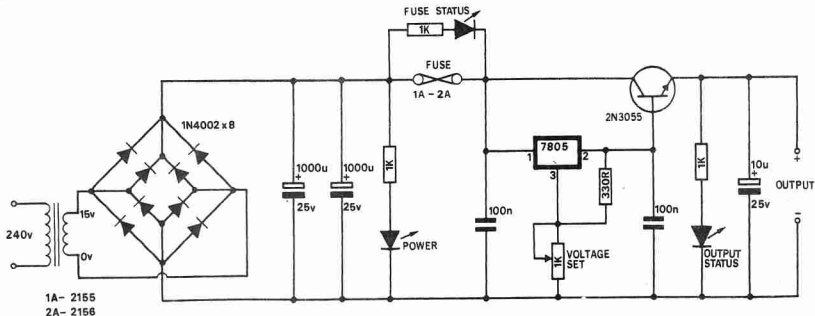 FUSE STATUS
1K
FUSE
1A-2A
2N3055
1N4002 x 8
7805
1
2
3
1000u
+
25v
1000u
+
25v
1K
330R
1K
10u
+
25v
OUTPUT
+
-
15v
240v
0v
100n
100n
POWER
1K
VOLTAGE
SET
OUTPUT
STATUS
1A- 2155
2A- 2156